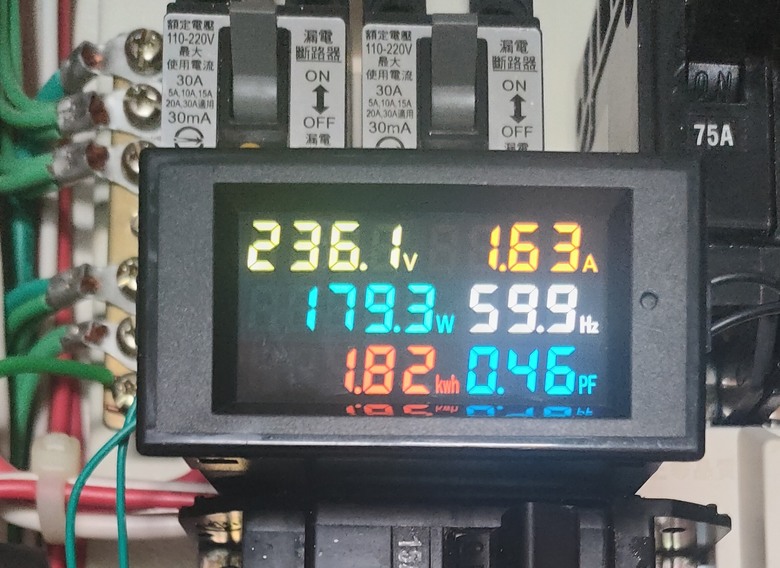 額定電壓
110-220V
最大
使用電流
30A
5A,10A,15A
20A,30A適用
30mA
漏電
斷路器
ON
OFF
漏電
額定電壓
110-220V
最大
使用電流
30A
5A,10A,15A
20A,30A適用
30mA
漏電
斷路器
ON
OFF
ON
75A
236.1V 1.63A
179.3W 59.9Hz
1.82kwh 0.46PF